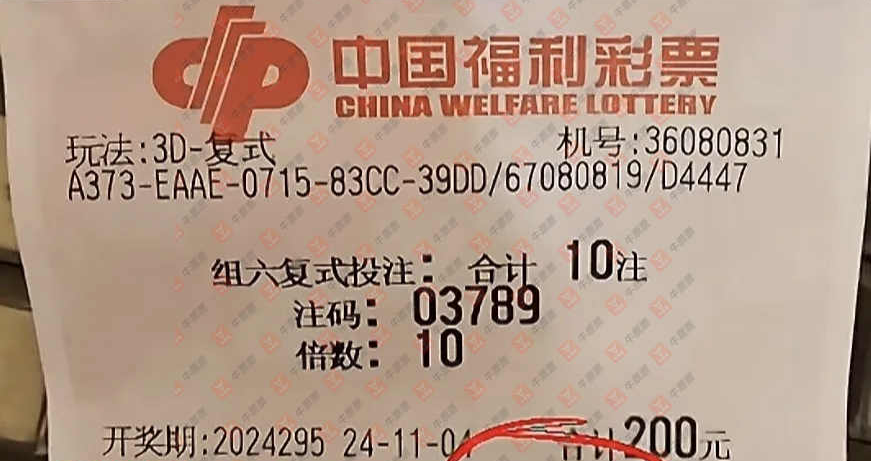 中国福利彩票
CHINA WELFARE LOTTERY
玩法:3D-复式 机号:36080831
A373-EAAE-0715-83CC-39DD/67080819/D4447
组六复式投注: 合计 10注
注码: 03789
倍数: 10
开奖期:2024295 24-11-04 合计200元